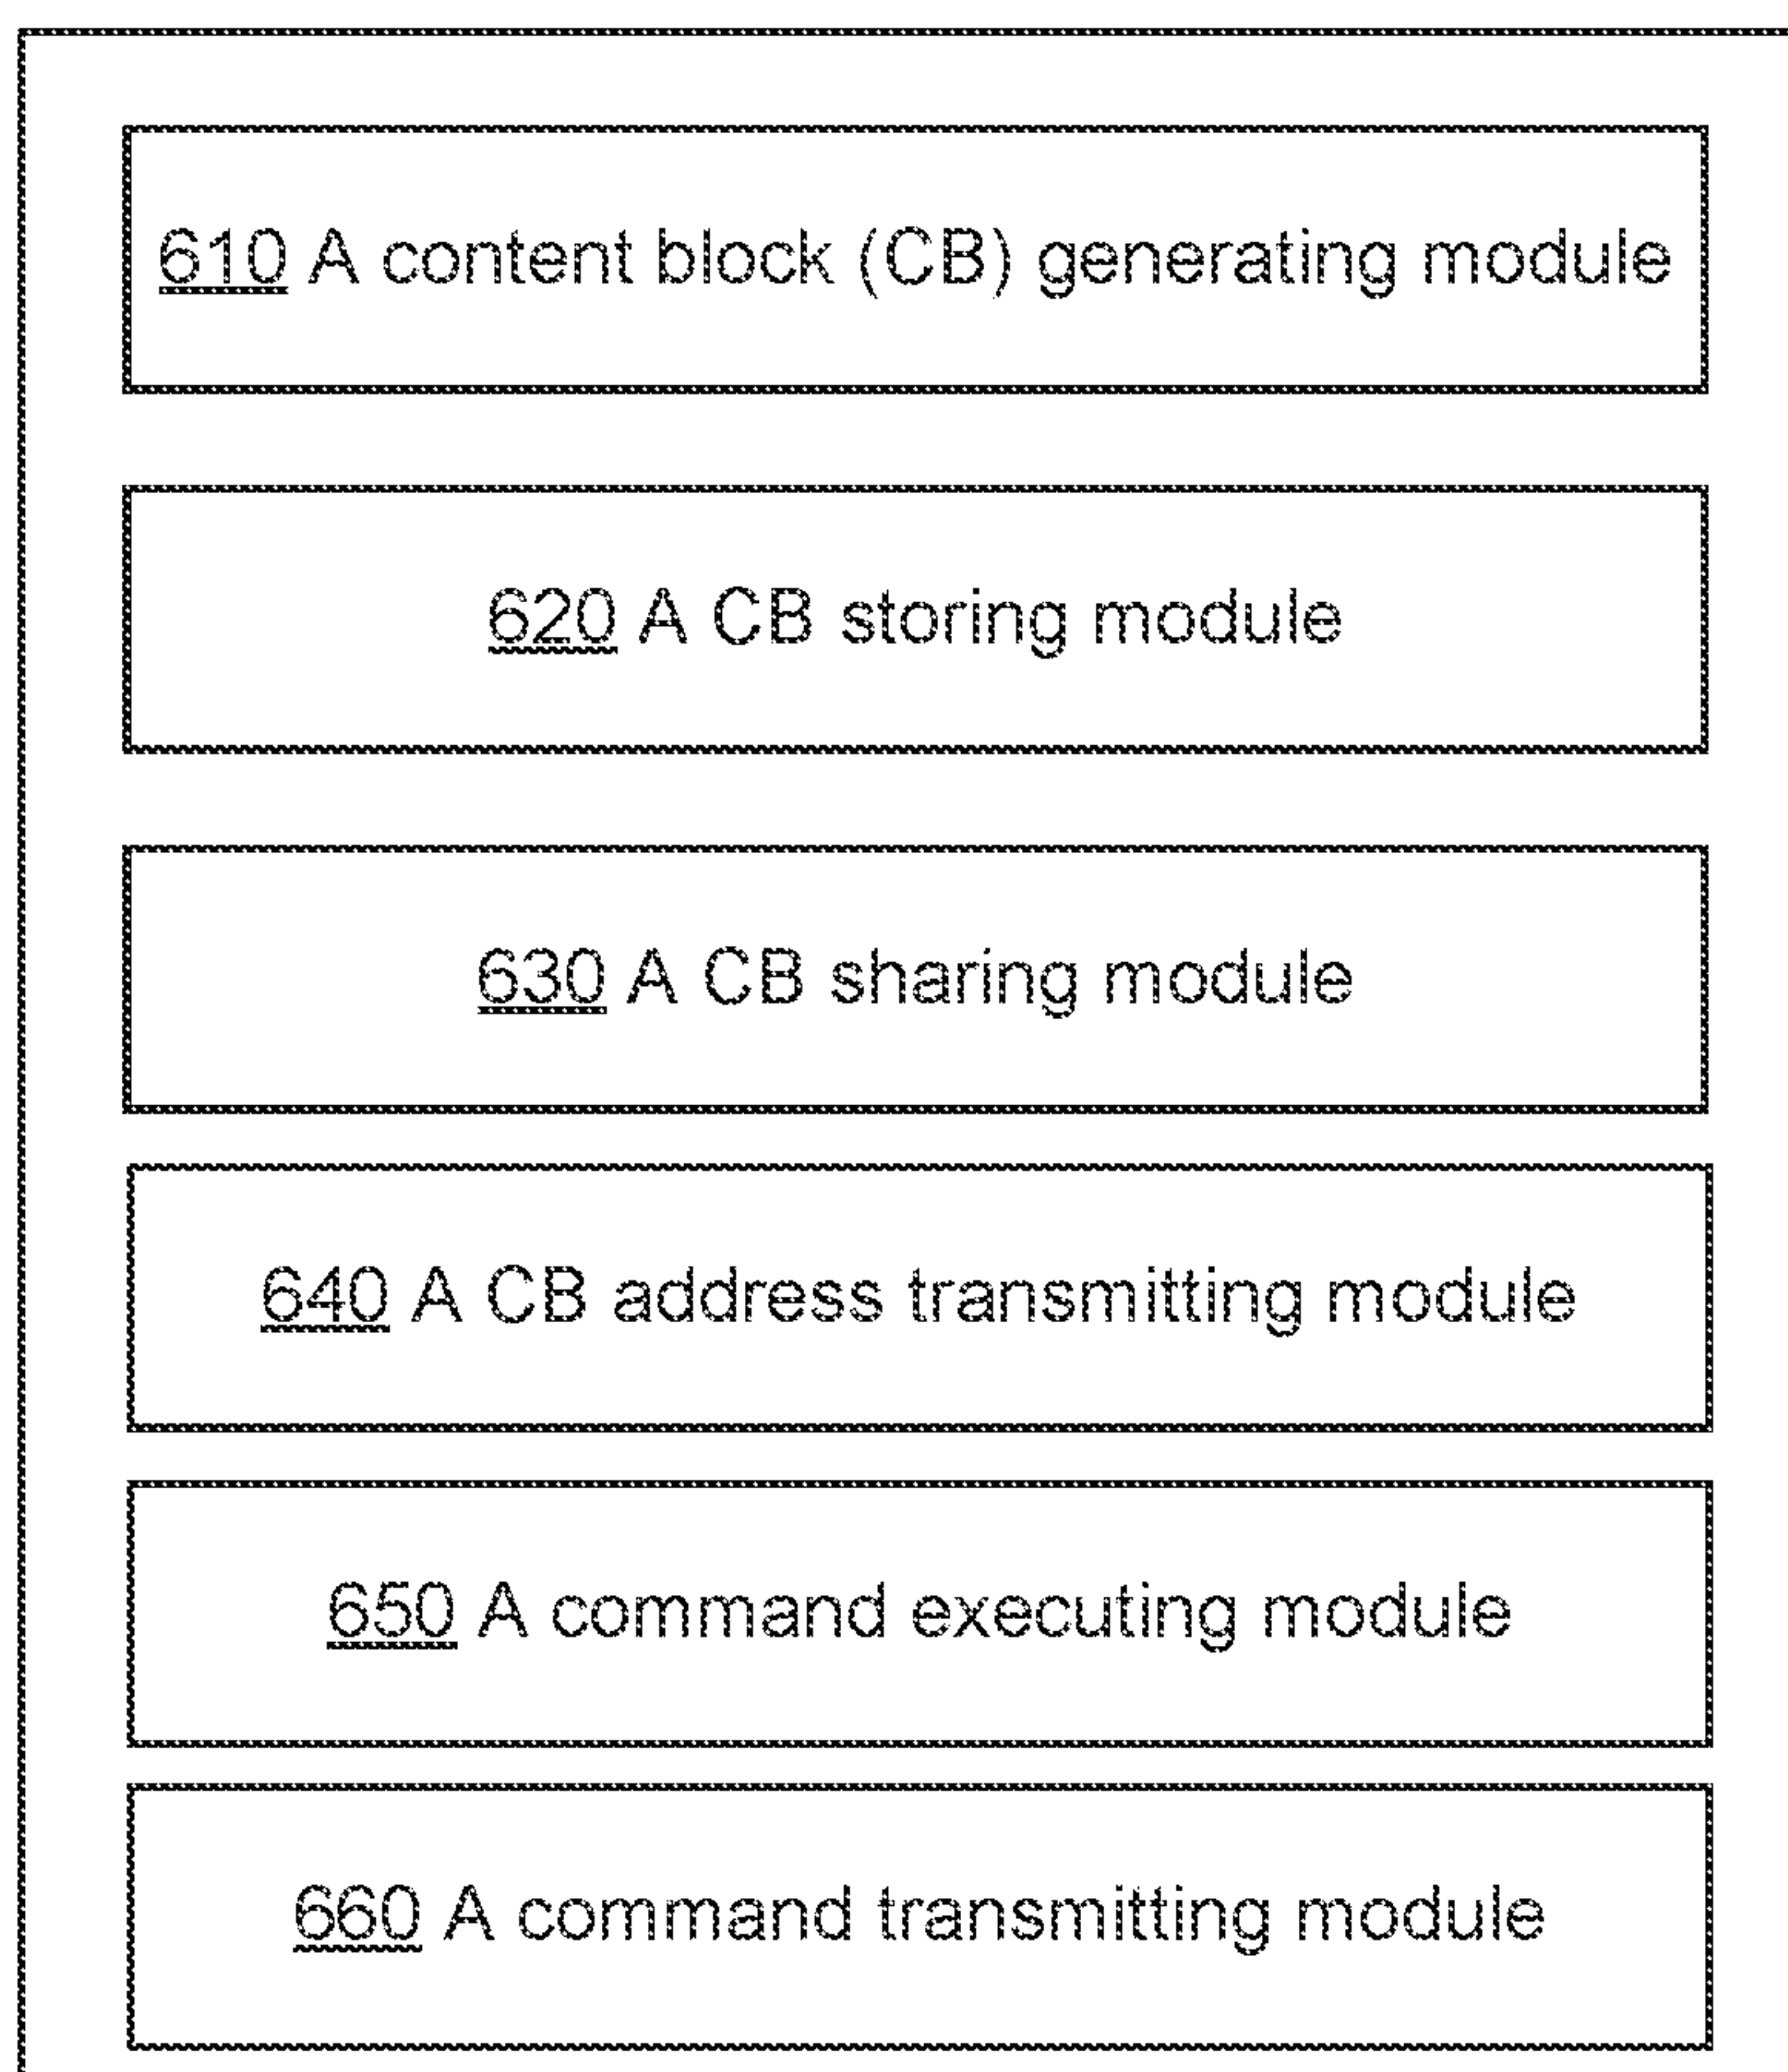 610 A content block (CB) generating module
620 A CB storing module
630 A CB sharing module
640 A CB address transmitting module
650 A command executing module
660 A command transmitting module